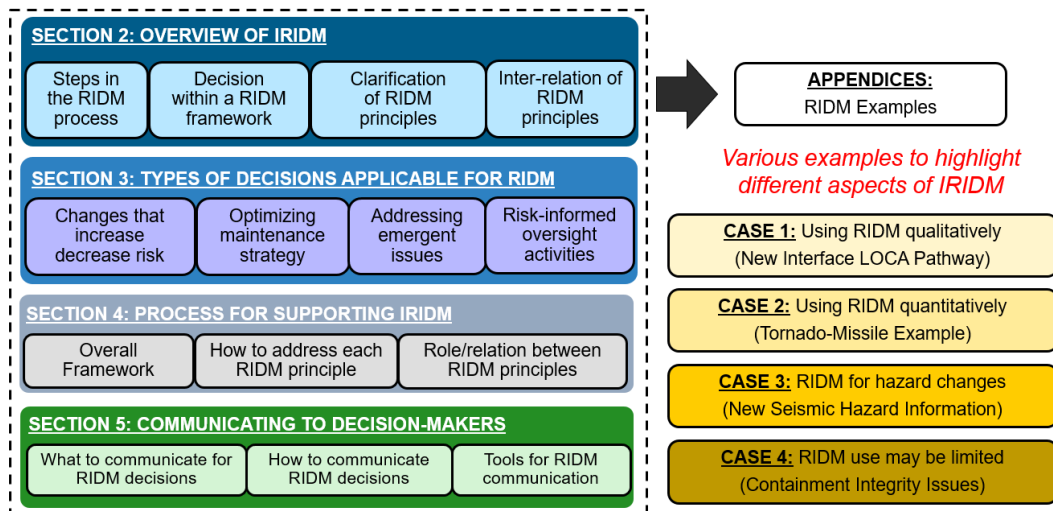 SECTION 2: OVERVIEW OF IRIDM
Steps in
the RIDM
process
Decision
within a RIDM
framework
Clarification
of RIDM
principles
Inter-relation of
RIDM
principles
SECTION 3: TYPES OF DECISIONS APPLICABLE FOR RIDM
Changes that
increase
decrease risk
Optimizing
maintenance
strategy
Addressing
emergent
issues
Risk-informed
oversight
activities
SECTION 4: PROCESS FOR SUPPORTING IRIDM
Overall
Framework
How to address each
RIDM principle
Role/relation between
RIDM principles
SECTION 5: COMMUNICATING TO DECISION-MAKERS
What to communicate for
RIDM decisions
How to communicate
RIDM decisions
Tools for RIDM
communication
APPENDICES:
RIDM Examples
Various examples to highlight
different aspects of IRIDM
CASE 1: Using RIDM qualitatively
(New Interface LOCA Pathway)
CASE 2: Using RIDM quantitatively
(Tornado-Missile Example)
CASE 3: RIDM for hazard changes
(New Seismic Hazard Information)
CASE 4: RIDM use may be limited
(Containment Integrity Issues)